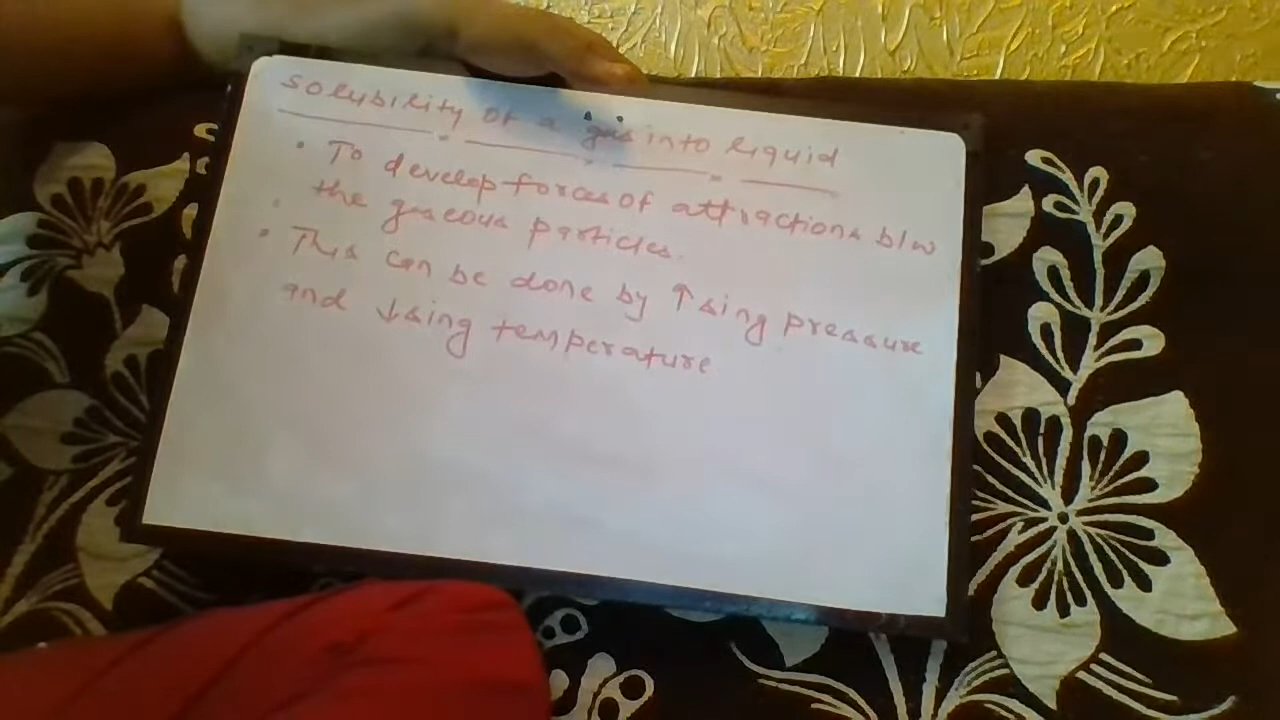 Solubility of a gas into liquid
• To develop forces of attractions b/w
the gaseous particles.
• This can be done by ↑sing pressure
and ↓sing temperature